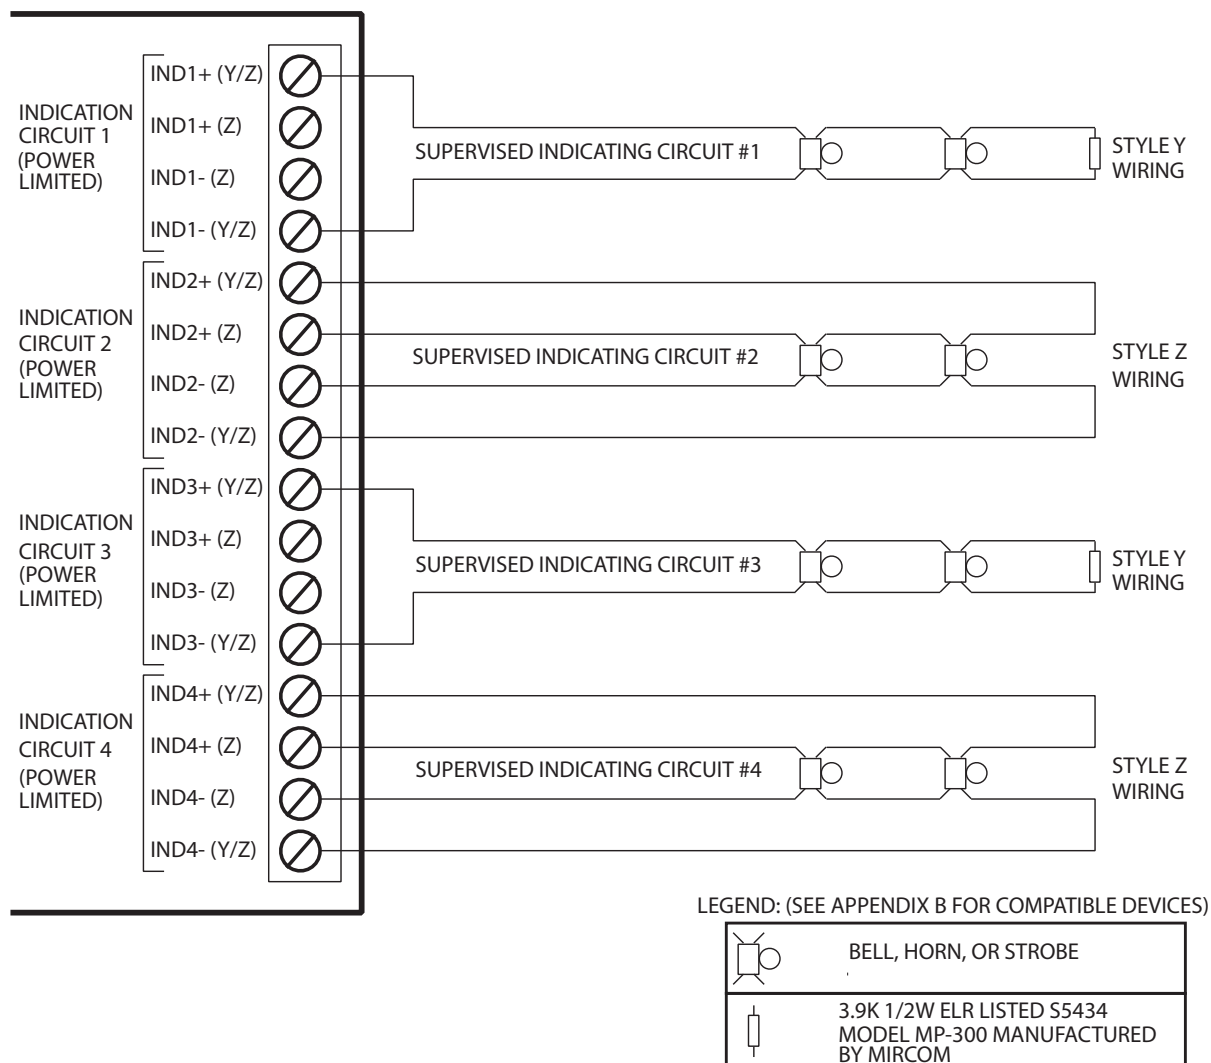 INDICATION
CIRCUIT 1
(POWER
LIMITED)
IND1+ (Y/Z)
IND1+ (Z)
IND1- (Z)
IND1- (Y/Z)
SUPERVISED INDICATING CIRCUIT #1
STYLE Y
WIRING
INDICATION
CIRCUIT 2
(POWER
LIMITED)
IND2+ (Y/Z)
IND2+ (Z)
IND2- (Z)
IND2- (Y/Z)
SUPERVISED INDICATING CIRCUIT #2
STYLE Z
WIRING
INDICATION
CIRCUIT 3
(POWER
LIMITED)
IND3+ (Y/Z)
IND3+ (Z)
IND3- (Z)
IND3- (Y/Z)
SUPERVISED INDICATING CIRCUIT #3
STYLE Y
WIRING
INDICATION
CIRCUIT 4
(POWER
LIMITED)
IND4+ (Y/Z)
IND4+ (Z)
IND4- (Z)
IND4- (Y/Z)
SUPERVISED INDICATING CIRCUIT #4
STYLE Z
WIRING
LEGEND: (SEE APPENDIX B FOR COMPATIBLE DEVICES)
BELL, HORN, OR STROBE
3.9K 1/2W ELR LISTED S5434
MODEL MP-300 MANUFACTURED
BY MIRCOM